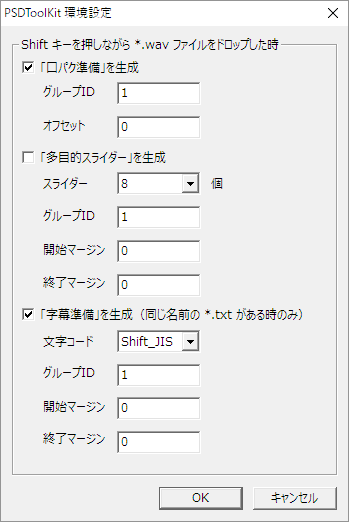 PSDToolKit 環境設定
Shift キーを押しながら *.wav ファイルをドロップした時
「口パク準備」を生成
グループID 1
オフセット 0
「多目的スライダー」を生成
スライダー 8 個
グループID 1
開始マージン 0
終了マージン 0
「字幕準備」を生成（同じ名前の *.txt がある時のみ）
文字コード Shift_JIS
グループID 1
開始マージン 0
終了マージン 0
OK キャンセル